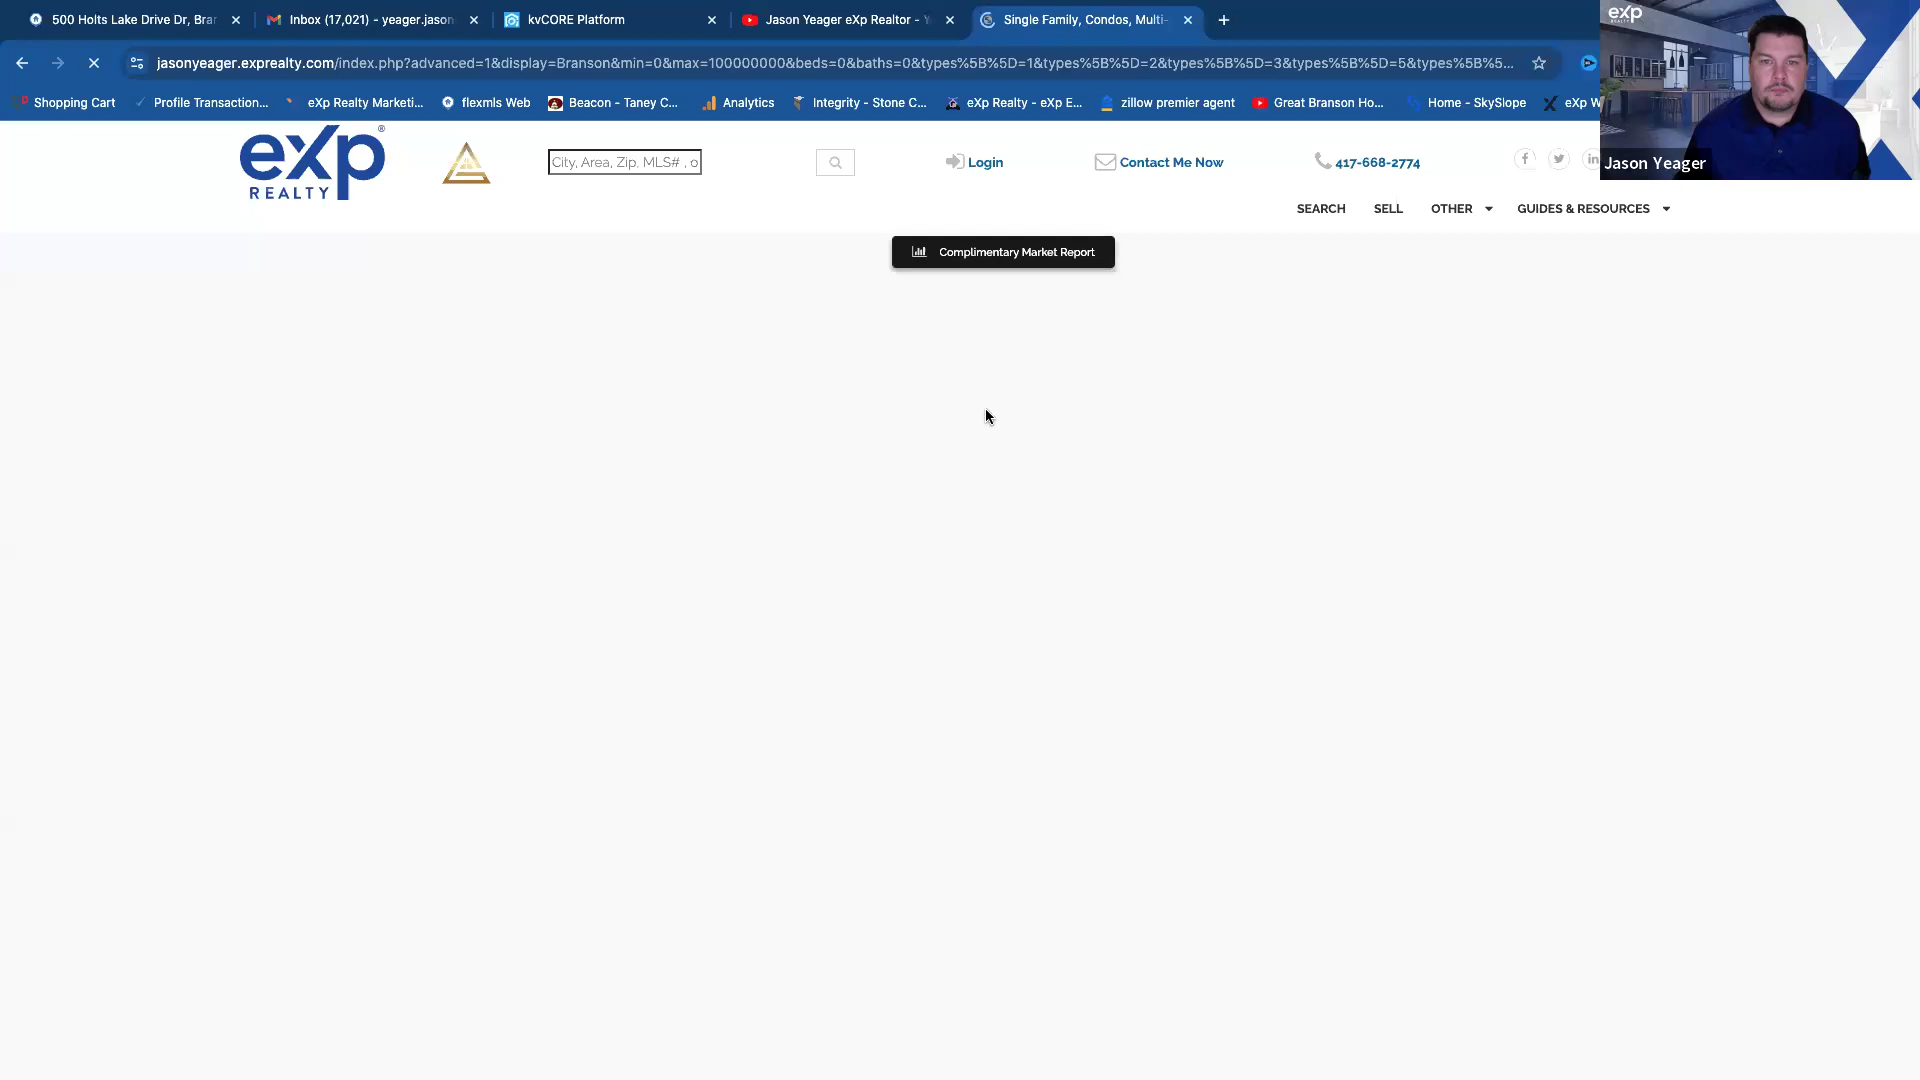 500 Holts Lake Drive Dr, Bra
Inbox (17,021) - yeager.jason
kvCORE Platform
Jason Yeager eXp Realtor - Y
Single Family, Condos, Multi-
jasonyeager.exprealty.com/index.php?advanced=1&display=Branson&min=0&max=100000000&beds=0&baths=0&types%5B%5D=1&types%5B%5D=2&types%5B%5D=3&types%5B%5D=5&types%5B%5...
Shopping Cart
Profile Transaction...
eXp Realty Marketi...
flexmls Web
Beacon - Taney C...
Analytics
Integrity - Stone C...
eXp Realty - eXp E...
zillow premier agent
Great Branson Ho...
Home - SkySlope
eXp W
eXp
REALTY
Jason Yeager
eXp®
REALTY
City, Area, Zip, MLS# , o
Login
Contact Me Now
417-668-2774
SEARCH
SELL
OTHER
GUIDES & RESOURCES
Complimentary Market Report